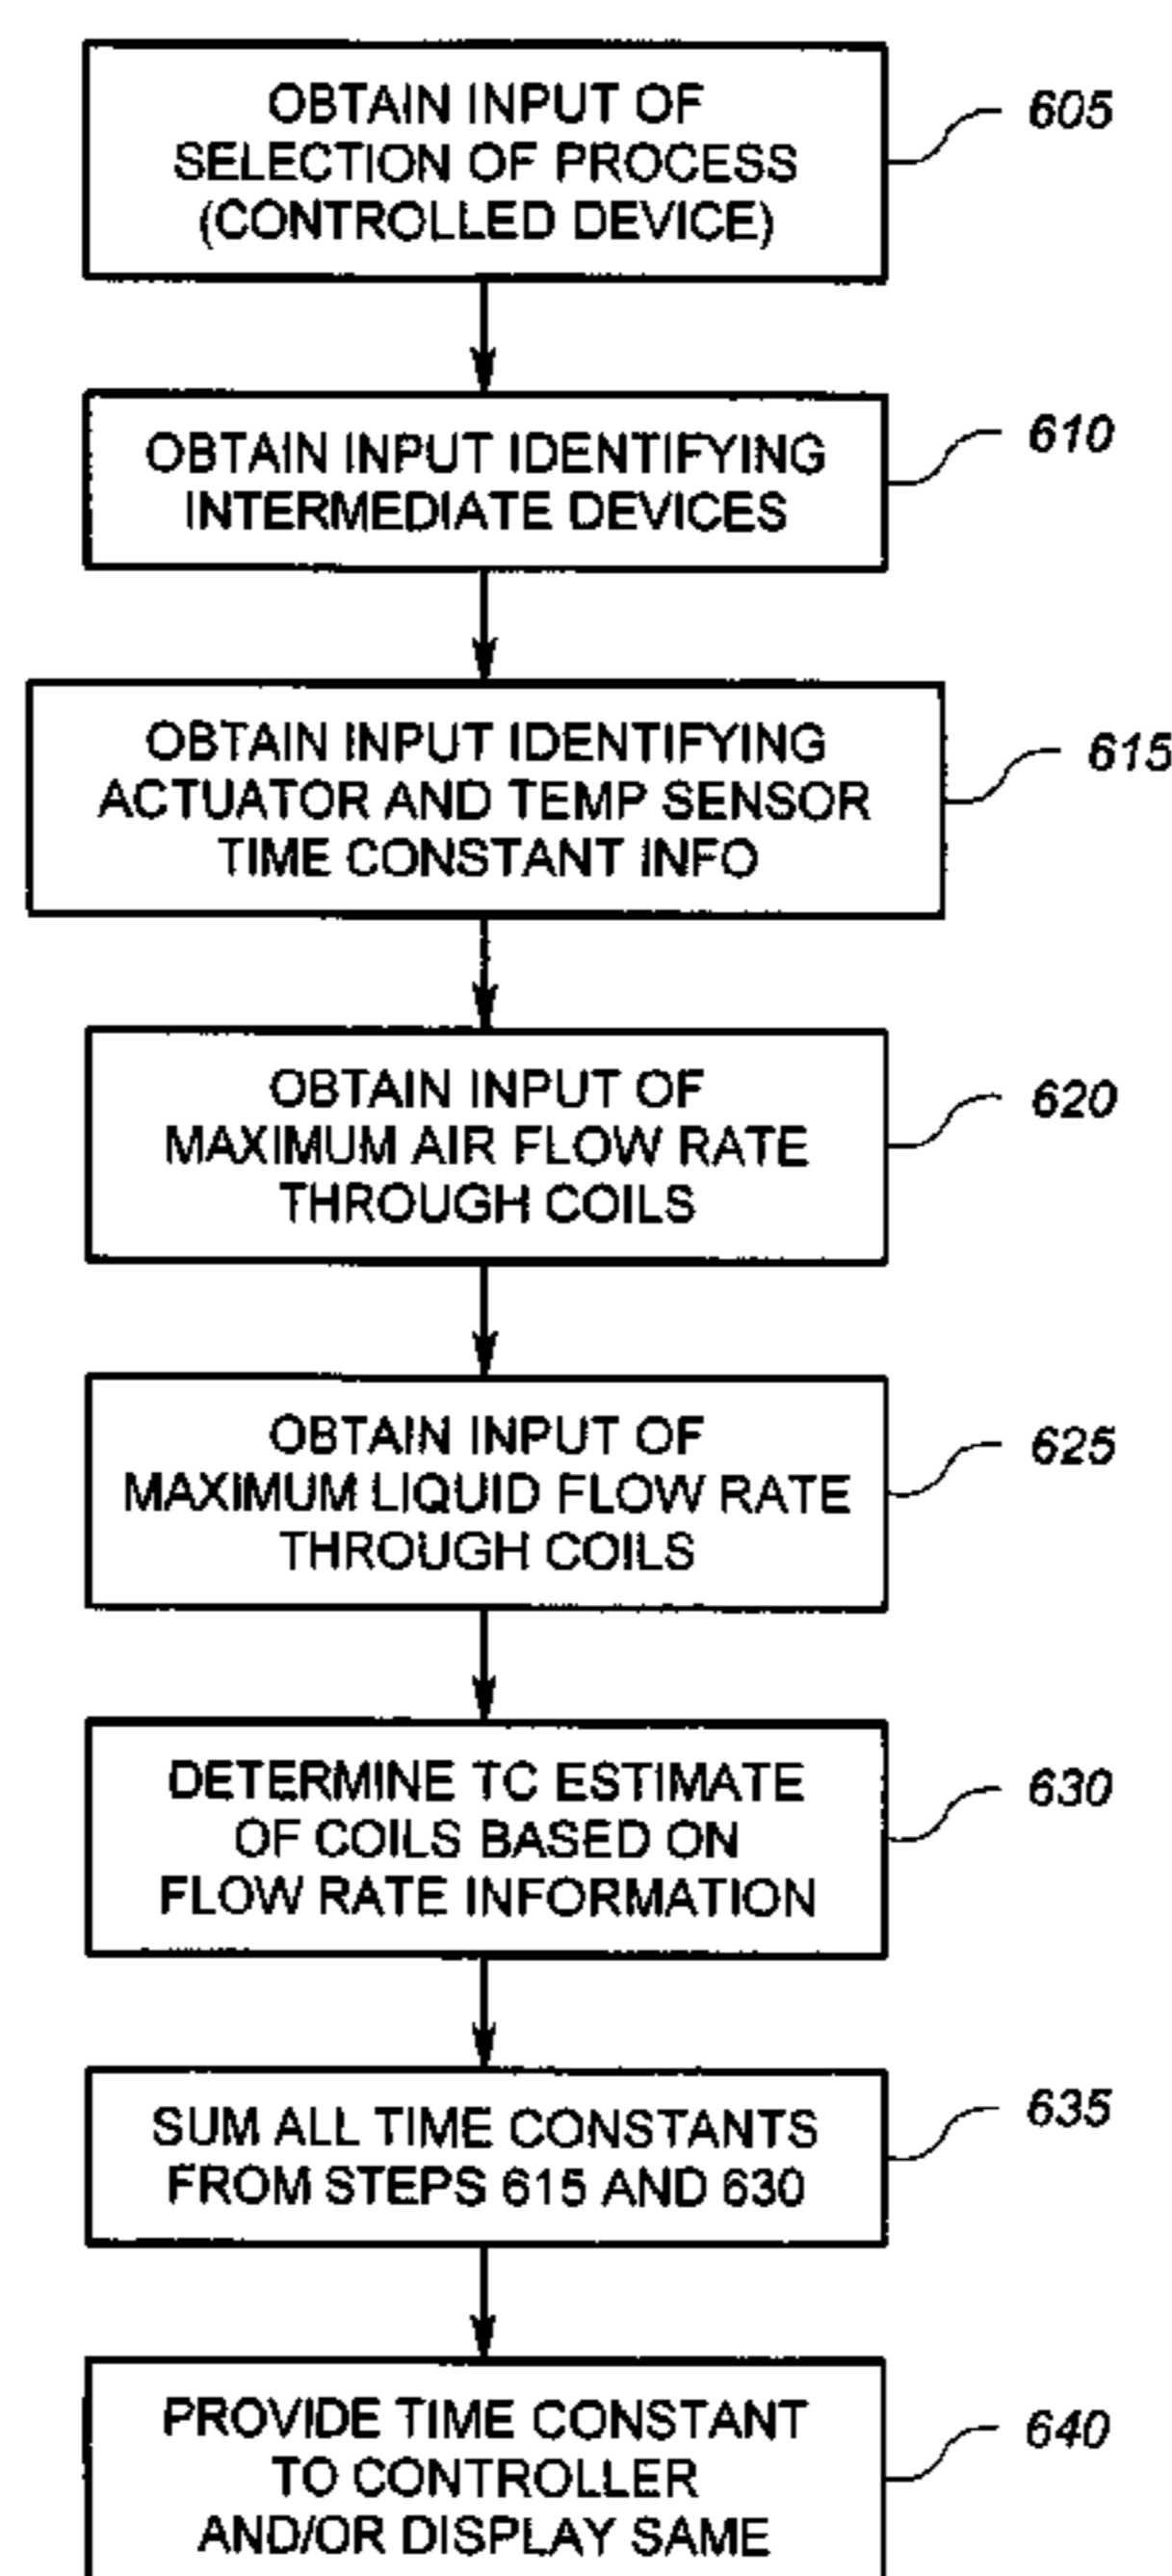 OBTAIN INPUT OF
SELECTION OF PROCESS
(CONTROLLED DEVICE)
605
OBTAIN INPUT IDENTIFYING
INTERMEDIATE DEVICES
610
OBTAIN INPUT IDENTIFYING
ACTUATOR AND TEMP SENSOR
TIME CONSTANT INFO
615
OBTAIN INPUT OF
MAXIMUM AIR FLOW RATE
THROUGH COILS
620
OBTAIN INPUT OF
MAXIMUM LIQUID FLOW RATE
THROUGH COILS
625
DETERMINE TC ESTIMATE
OF COILS BASED ON
FLOW RATE INFORMATION
630
SUM ALL TIME CONSTANTS
FROM STEPS 615 AND 630
635
PROVIDE TIME CONSTANT
TO CONTROLLER
AND/OR DISPLAY SAME
640